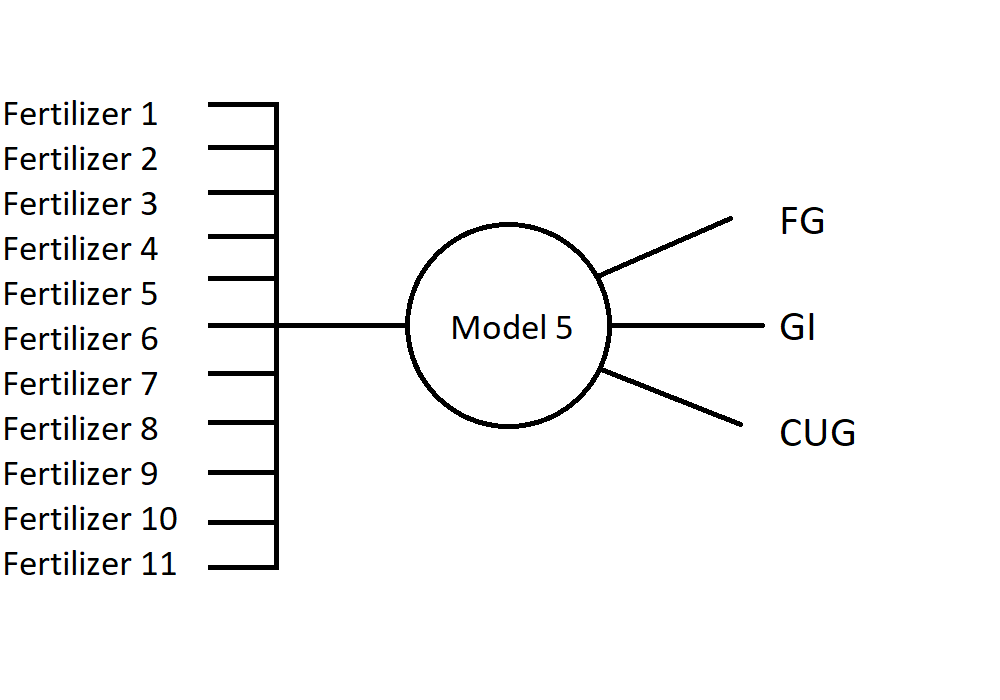 Fertilizer 1
Fertilizer 2
Fertilizer 3
Fertilizer 4
Fertilizer 5
Fertilizer 6
Fertilizer 7
Fertilizer 8
Fertilizer 9
Fertilizer 10
Fertilizer 11
Model 5
FG
Gl
CUG